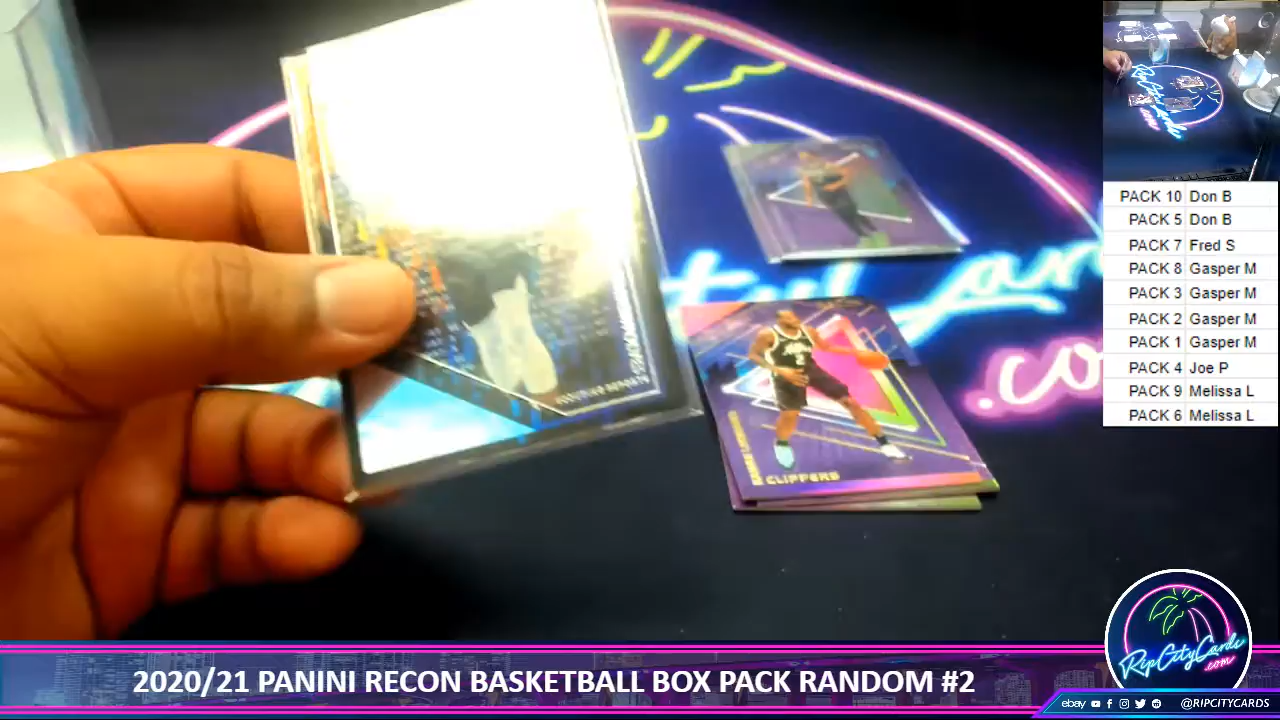 PACK 10 Don B
PACK 5 Don B
PACK 7 Fred S
PACK 8 Gasper M
PACK 3 Gasper M
PACK 2 Gasper M
PACK 1 Gasper M
PACK 4 Joe P
PACK 9 Melissa L
PACK 6 Melissa L
CLIPPERS
.co
RipCityCards
.com
2020/21 PANINI RECON BASKETBALL BOX PACK RANDOM #2
ebay
@RIPCITYCARDS